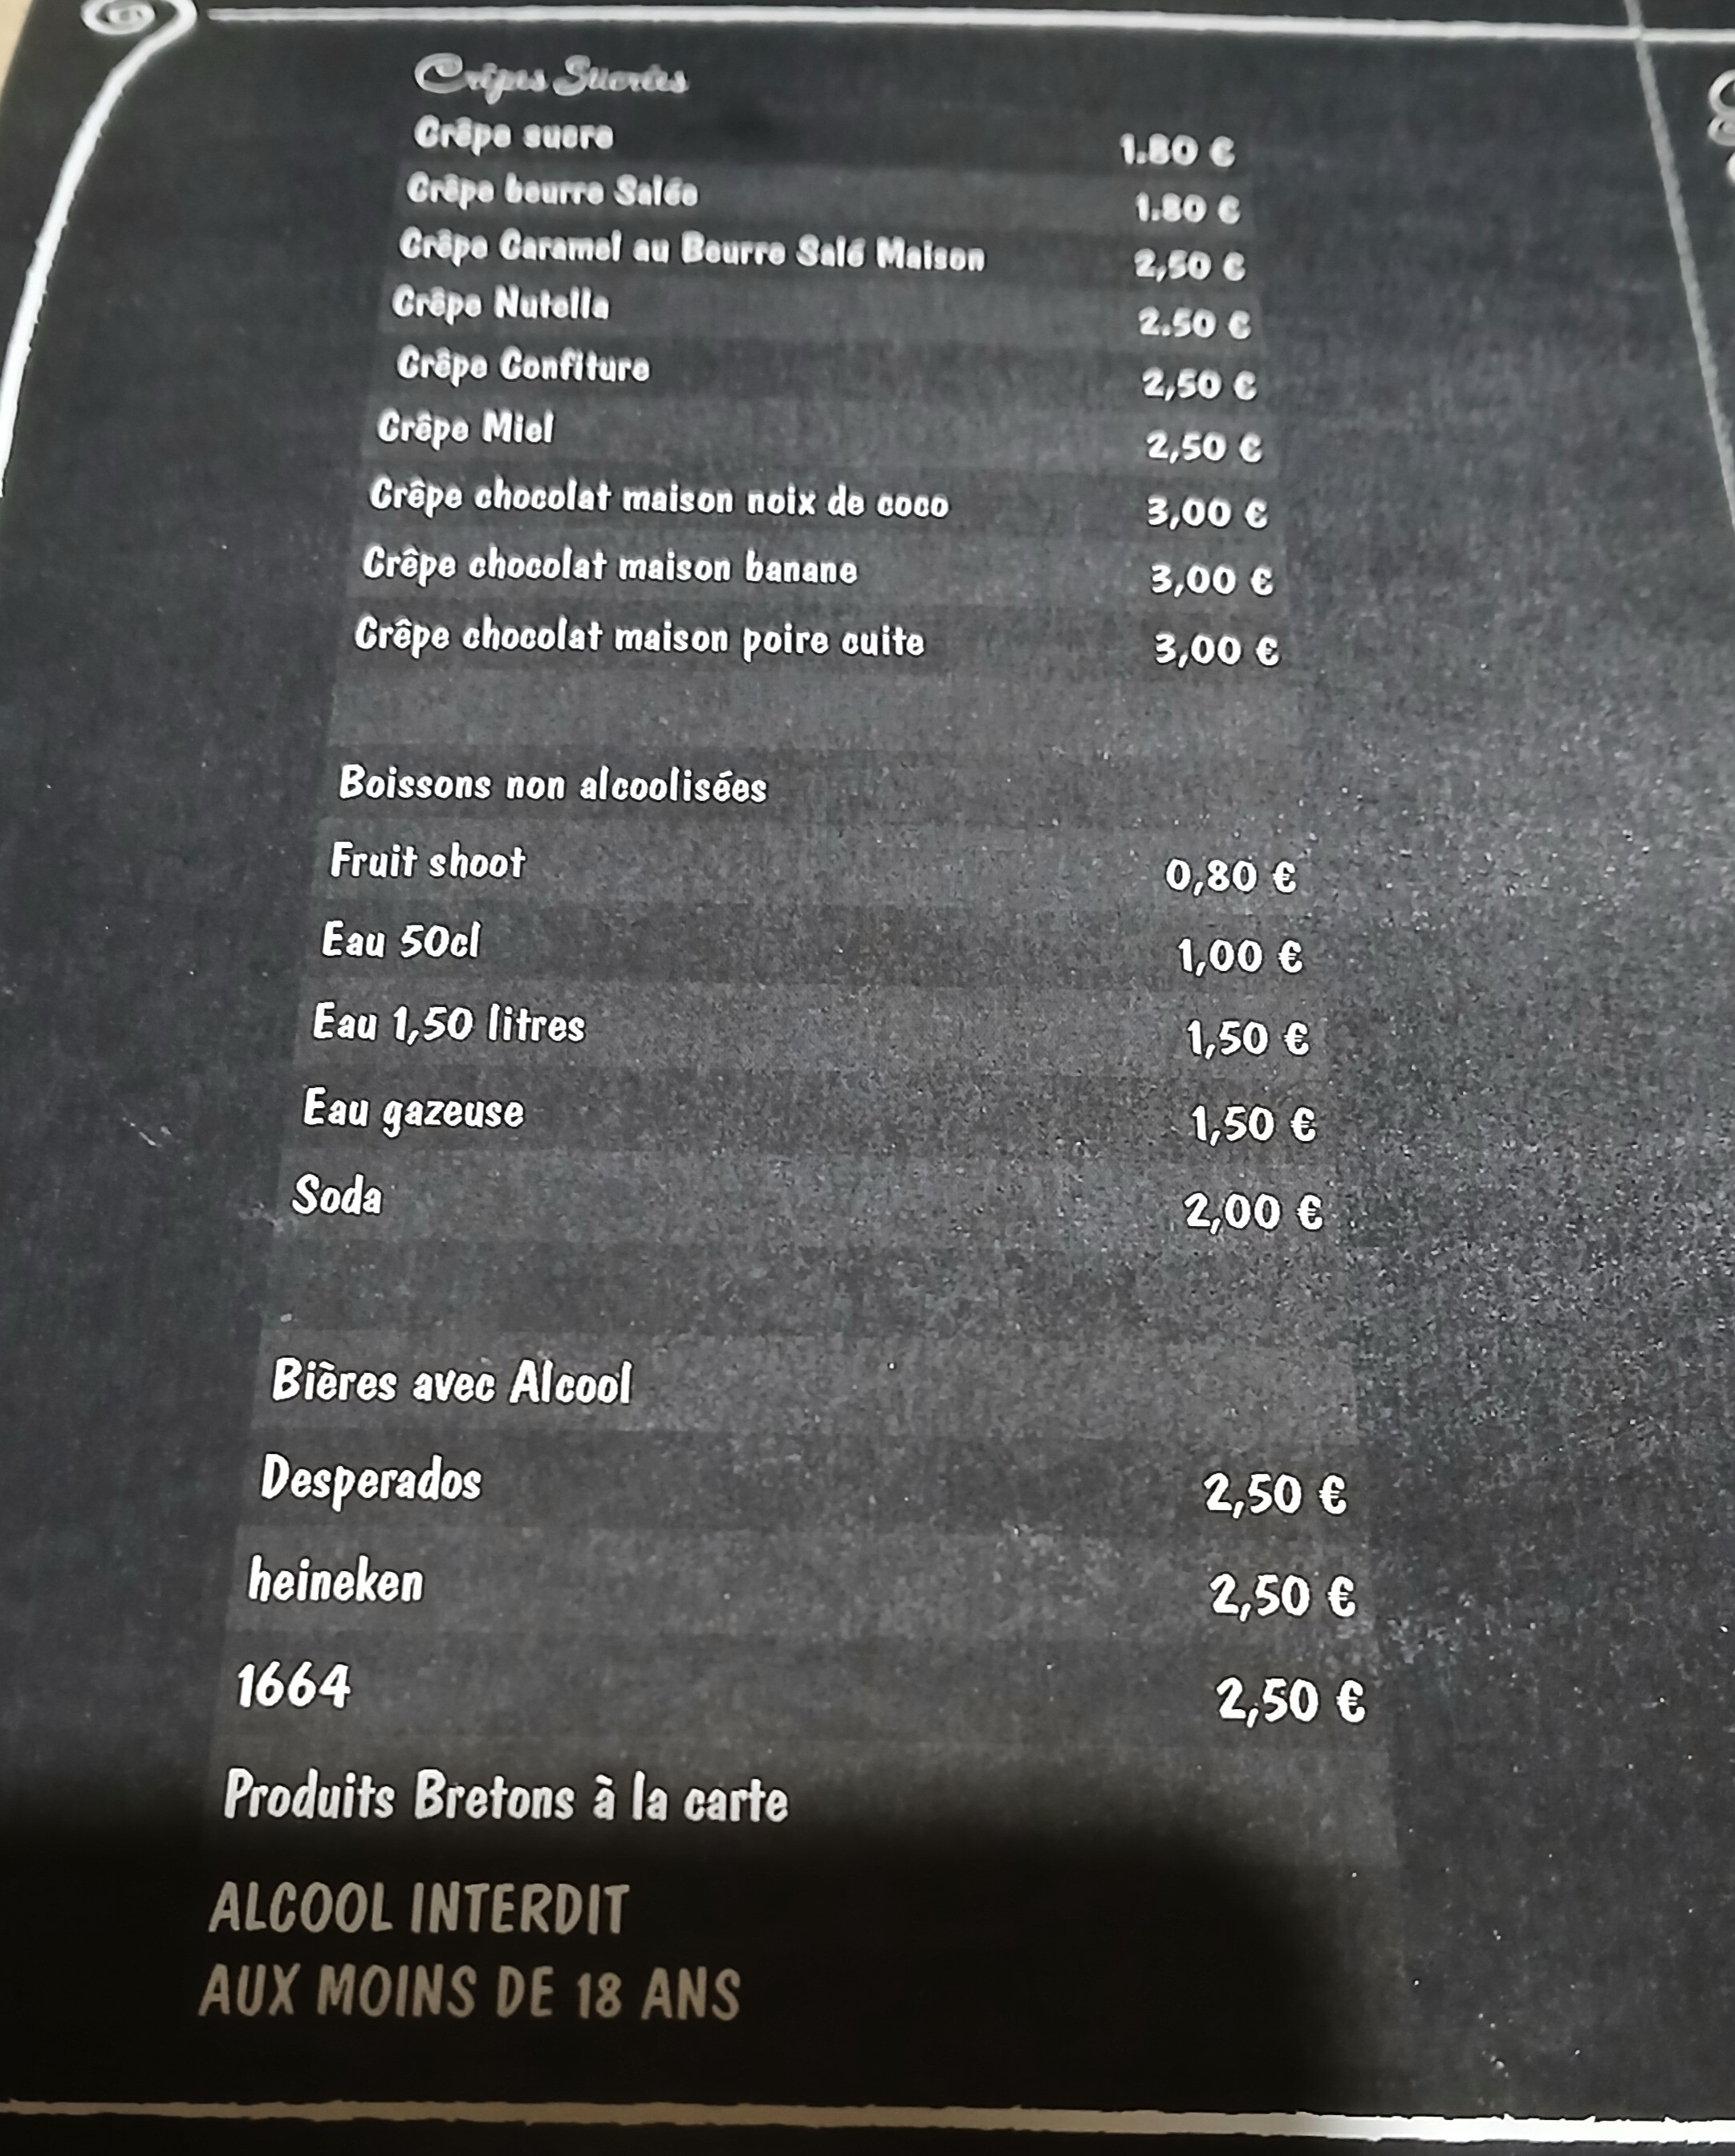 Crêpes Sucrées
Crêpe sucre 1.80 €
Crêpe beurre Salée 1.80 €
Crêpe Caramel au Beurre Salé Maison 2,50 €
Crêpe Nutella 2.50 €
Crêpe Confiture 2,50 €
Crêpe Miel 2,50 €
Crêpe chocolat maison noix de coco 3,00 €
Crêpe chocolat maison banane 3,00 €
Crêpe chocolat maison poire cuite 3,00 €
Boissons non alcoolisées
Fruit shoot 0,80 €
Eau 50cl 1,00 €
Eau 1,50 litres 1,50 €
Eau gazeuse 1,50 €
Soda 2,00 €
Bières avec Alcool
Desperados 2,50 €
heineken 2,50 €
1664 2,50 €
Produits Bretons à la carte
ALCOOL INTERDIT
AUX MOINS DE 18 ANS